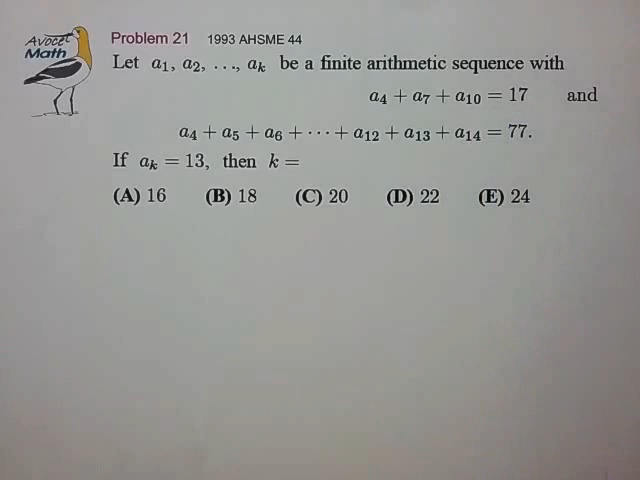 Avocet
Math
Problem 21 1993 AHSME 44
Let a₁, a₂, ..., aₖ be a finite arithmetic sequence with
a₄ + a₇ + a₁₀ = 17 and
a₄ + a₅ + a₆ + ··· + a₁₂ + a₁₃ + a₁₄ = 77.
If aₖ = 13, then k =
(A) 16 (B) 18 (C) 20 (D) 22 (E) 24